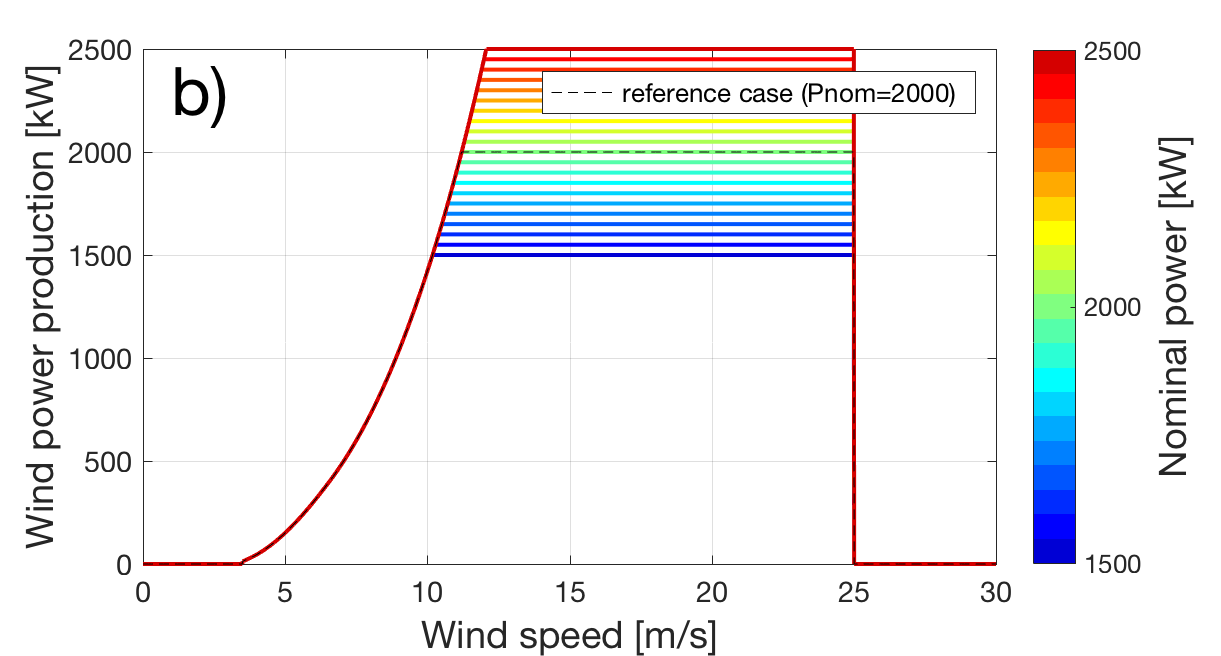 b)
reference case (Pnom=2000)
Wind power production [kW]
2500
2000
1500
1000
500
0
0 5 10 15 20 25 30
Wind speed [m/s]
2500
2000
1500
Nominal power [kW]